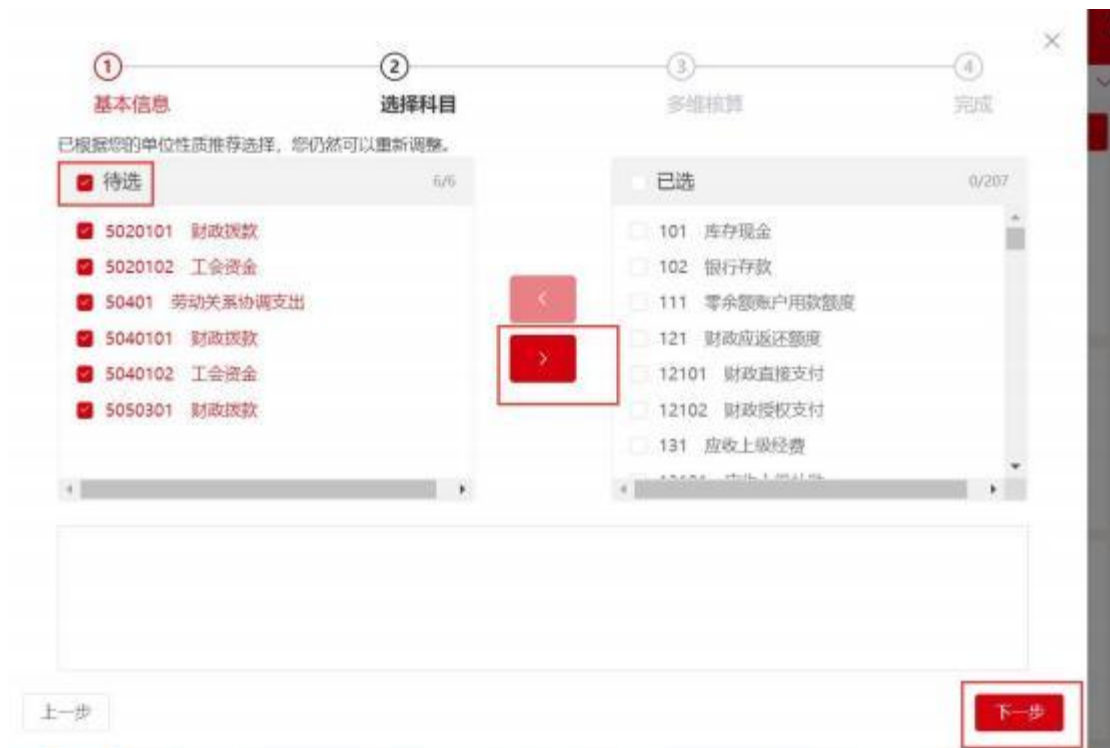 1 2 3 4
基本信息 选择科目 多维核算 完成
已根据您的单位性质推荐选择，您仍然可以重新调整。
待选 6/6
5020101 财政拨款
5020102 工会资金
50401 劳动关系协调支出
5040101 财政拨款
5040102 工会资金
5050301 财政拨款
已选 0/207
101 库存现金
102 银行存款
111 零余额账户用款额度
121 财政应返还额度
12101 财政直接支付
12102 财政授权支付
131 应收上级经费
上一步
下一步